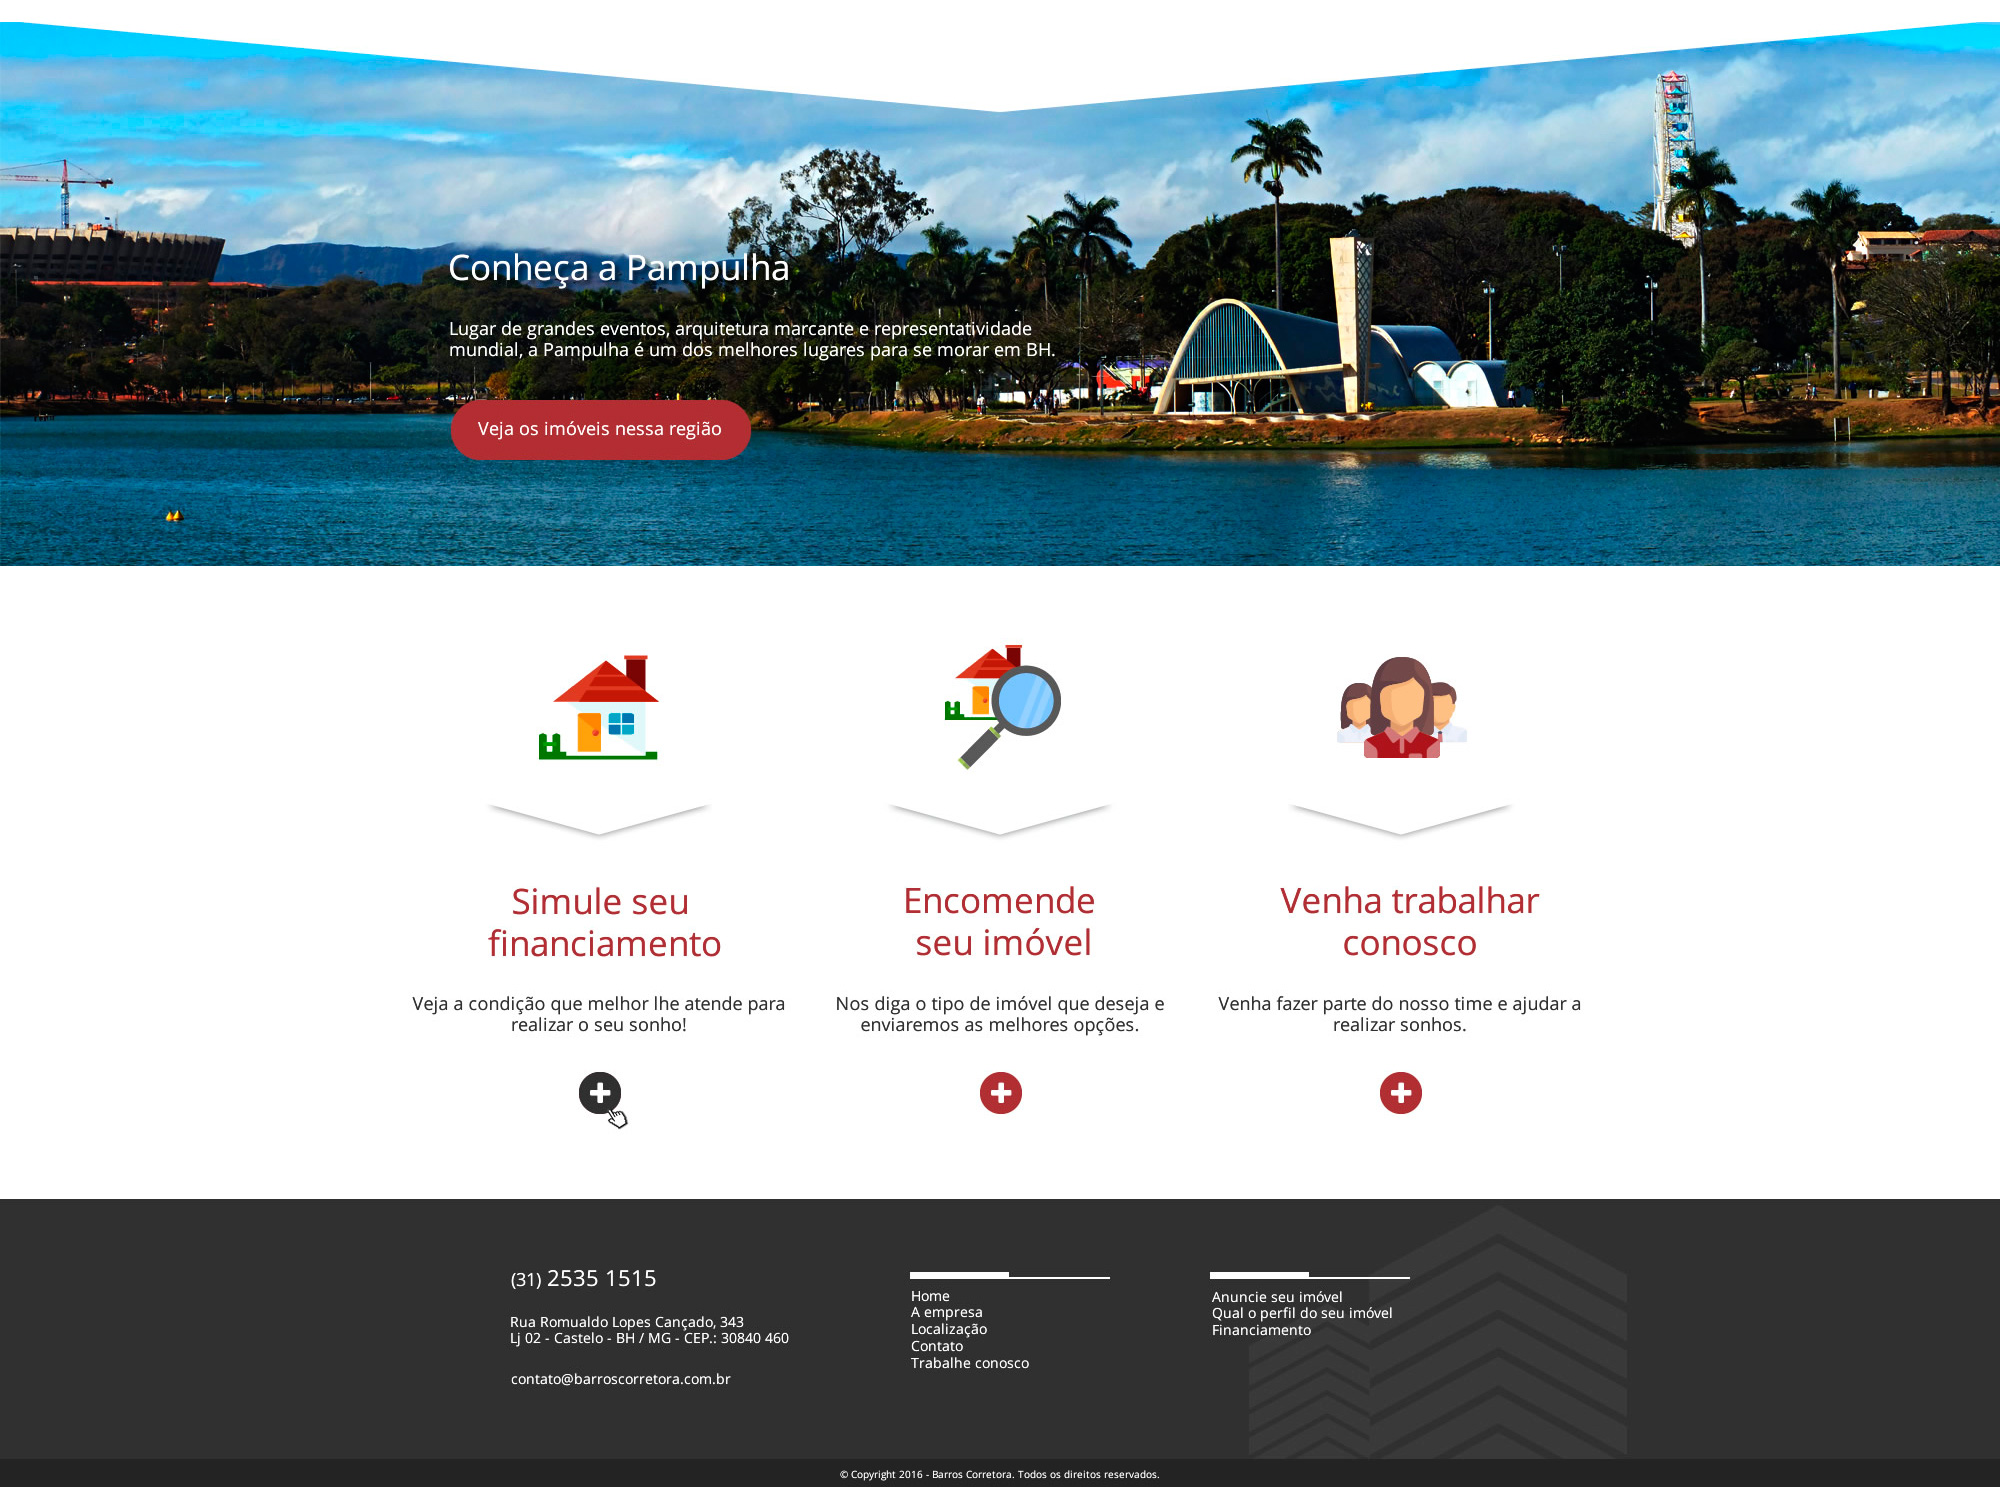 Conheça a Pampulha
Lugar de grandes eventos, arquitetura marcante e representatividade
mundial, a Pampulha é um dos melhores lugares para se morar em BH.
Veja os imóveis nessa região
Simule seu
financiamento
Veja a condição que melhor lhe atende para
realizar o seu sonho!
Encomende
seu imóvel
Nos diga o tipo de imóvel que deseja e
enviaremos as melhores opções.
Venha trabalhar
conosco
Venha fazer parte do nosso time e ajudar a
realizar sonhos.
(31) 2535 1515
Rua Romualdo Lopes Cançado, 343
Lj 02 - Castelo - BH / MG - CEP.: 30840 460
contato@barroscorretora.com.br
Home
A empresa
Localização
Contato
Trabalhe conosco
Anuncie seu imóvel
Qual o perfil do seu imóvel
Financiamento
© Copyright 2016 - Barros Corretora. Todos os direitos reservados.